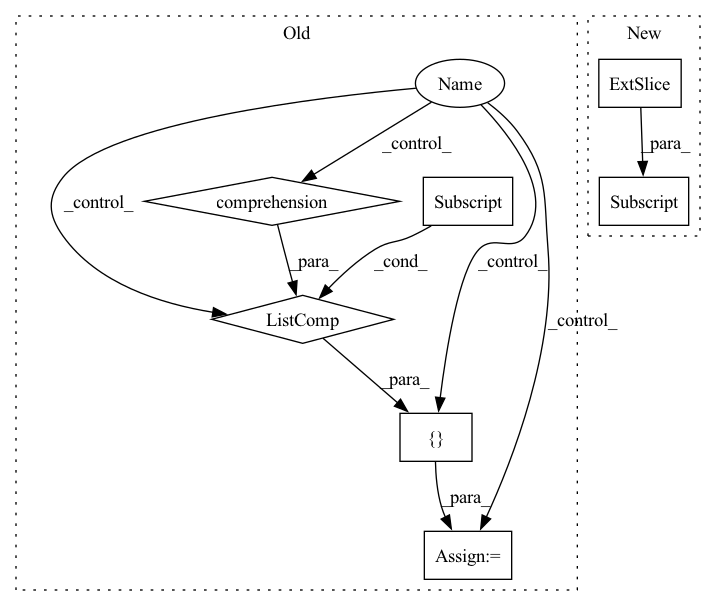 Old
New
Name
ExtSlice
_control_
_para_
comprehension
Subscript
Subscript
_control_
_para_
_cond_
_control_
ListComp
_control_
_para_
{}
_para_
Assign:=